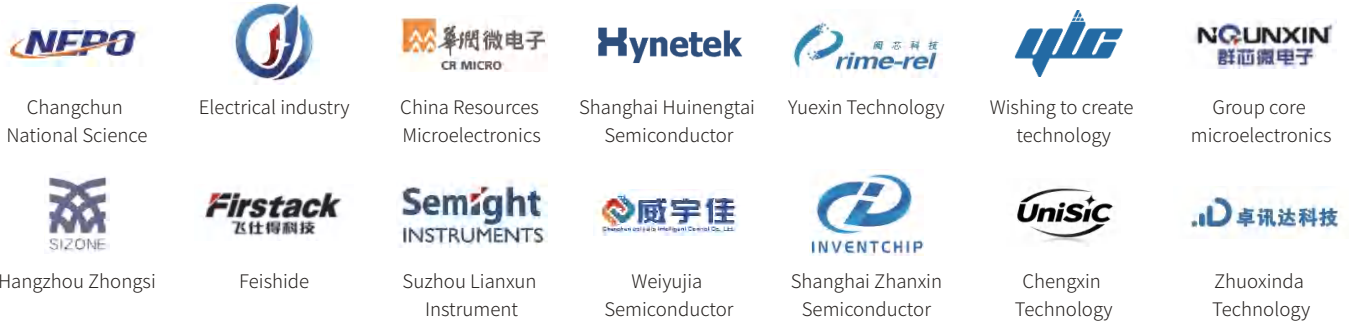 NEPO
華润微电子
CR MICRO
Hynetek
阅芯科技
Prime-rel
yic
NQUNXIN
群芯微电子
Changchun
National Science
Electrical industry
China Resources
Microelectronics
Shanghai Huinengtai
Semiconductor
Yuexin Technology
Wishing to create
technology
Group core
microelectronics
SIZONE
Firstack
飞仕得科技
Semight
INSTRUMENTS
威宇佳
INVENTCHIP
UniSiC
卓讯达科技
Hangzhou Zhongsi
Feishide
Suzhou Lianxun
Instrument
Weiyujia
Semiconductor
Shanghai Zhanxin
Semiconductor
Chengxin
Technology
Zhuoxinda
Technology